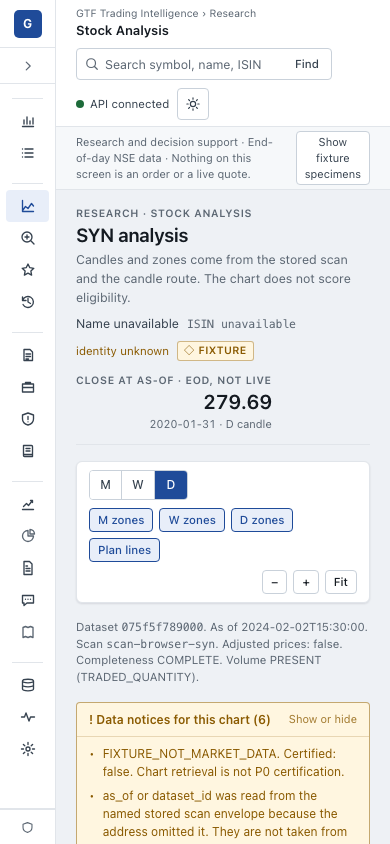 G
GTF Trading Intelligence › Research
Stock Analysis
Search symbol, name, ISIN
Find
API connected
Research and decision support · End-
of-day NSE data · Nothing on this
screen is an order or a live quote.
Show
fixture
specimens
RESEARCH · STOCK ANALYSIS
SYN analysis
Candles and zones come from the stored scan
and the candle route. The chart does not score
eligibility.
Name unavailable ISIN unavailable
identity unknown ◇ FIXTURE
CLOSE AT AS-OF · EOD, NOT LIVE
279.69
2020-01-31 · D candle
M W D
M zones W zones D zones
Plan lines
− + Fit
Dataset 075f5f789000. As of 2024-02-02T15:30:00.
Scan scan-browser-syn. Adjusted prices: false.
Completeness COMPLETE. Volume PRESENT
(TRADED_QUANTITY).
! Data notices for this chart (6) Show or hide
• FIXTURE_NOT_MARKET_DATA. Certified:
false. Chart retrieval is not P0 certification.
• as_of or dataset_id was read from the
named stored scan envelope because the
address omitted it. They are not taken from